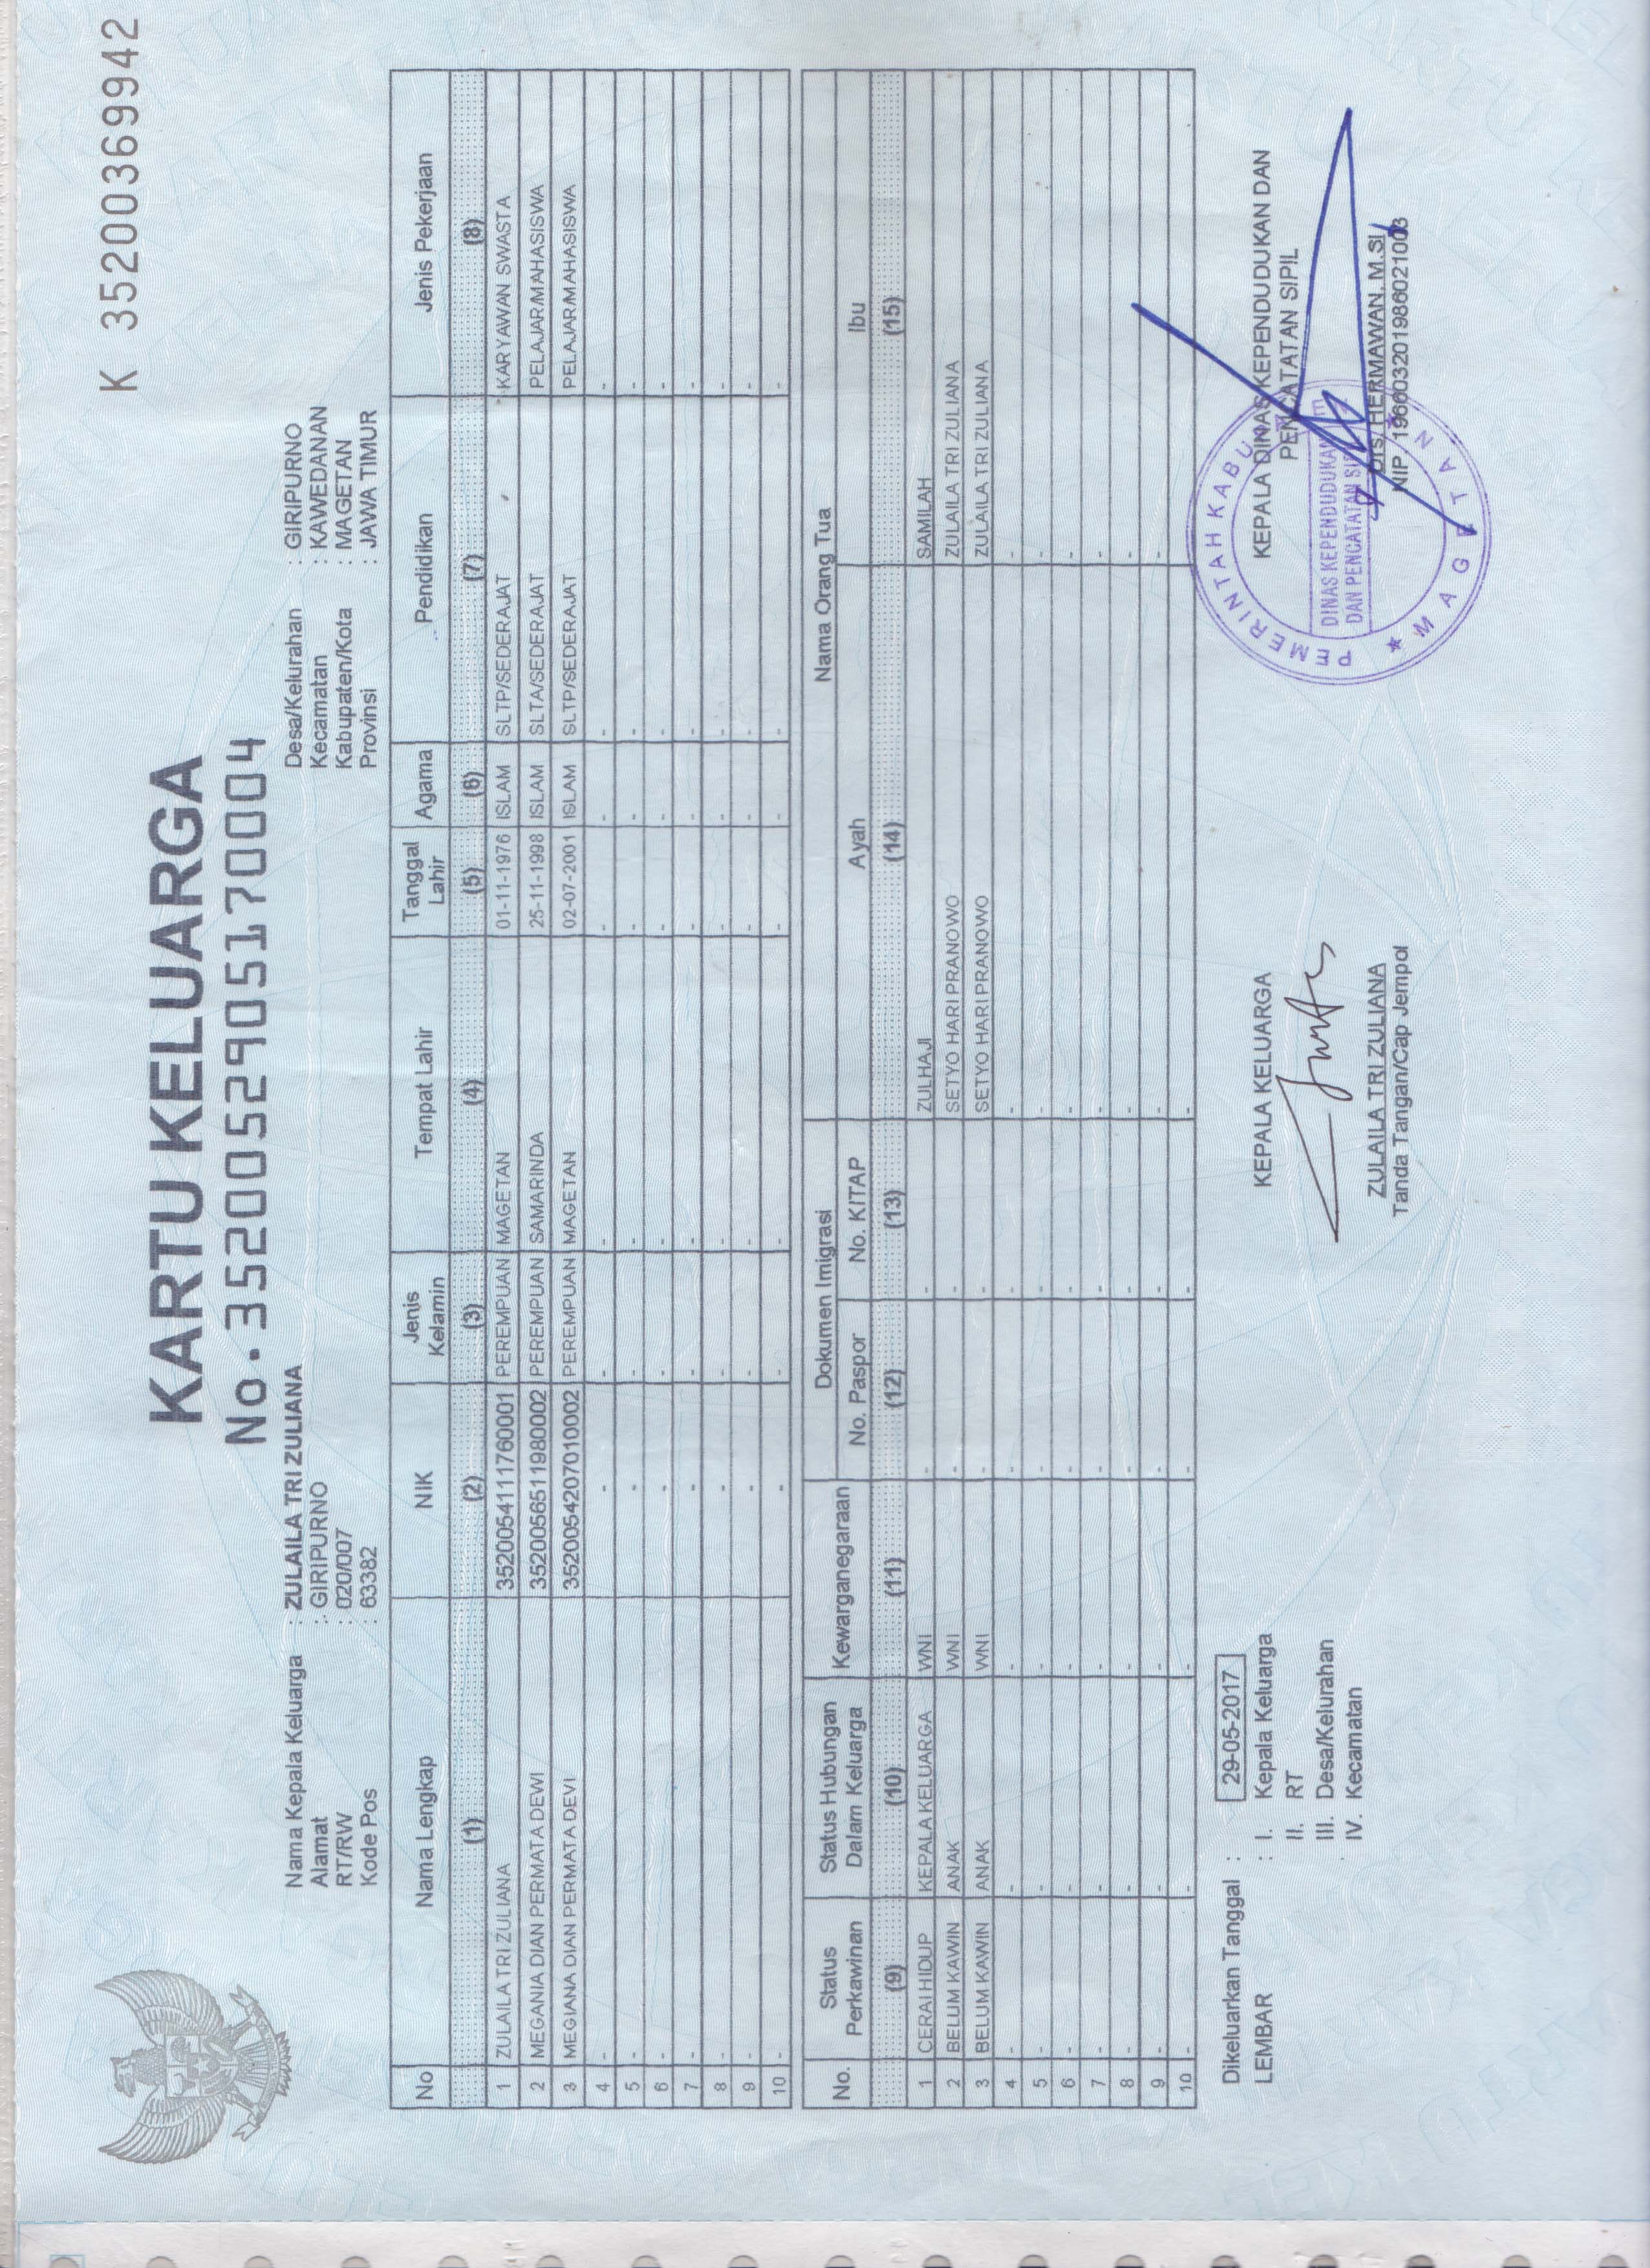 K 35200369942
KARTU KELUARGA
No. 3520052905170004
Nama Kepala Keluarga : ZULAILA TRI ZULIANA
Alamat : GIRIPURNO
RT/RW : 020/007
Kode Pos : 63382
Desa/Kelurahan : GIRIPURNO
Kecamatan : KAWEDANAN
Kabupaten/Kota : MAGETAN
Provinsi : JAWA TIMUR
No Nama Lengkap NIK Jenis Kelamin Tempat Lahir Tanggal Lahir Agama Pendidikan Jenis Pekerjaan
(1) (2) (3) (4) (5) (6) (7) (8)
1 ZULAILA TRI ZULIANA 3520054111760001 PEREMPUAN MAGETAN 01-11-1976 ISLAM SLTP/SEDERAJAT KARYAWAN SWASTA
2 MEGANIA DIAN PERMATA DEWI 3520056511980002 PEREMPUAN SAMARINDA 25-11-1998 ISLAM SLTA/SEDERAJAT PELAJAR/MAHASISWA
3 MEGIANA DIAN PERMATA DEVI 3520054207010002 PEREMPUAN MAGETAN 02-07-2001 ISLAM SLTP/SEDERAJAT PELAJAR/MAHASISWA
4 - - - - - - - -
5 - - - - - - - -
6 - - - - - - - -
7 - - - - - - - -
8 - - - - - - - -
9 - - - - - - - -
10 - - - - - - - -
No. Status Perkawinan Status Hubungan Dalam Keluarga Kewarganegaraan Dokumen Imigrasi Nama Orang Tua
No. Paspor No. KITAP Ayah Ibu
(9) (10) (11) (12) (13) (14) (15)
1 CERAI HIDUP KEPALA KELUARGA WNI - - ZULHAJI SAMILAH
2 BELUM KAWIN ANAK WNI - - SETYO HARI PRANOWO ZULAILA TRI ZULIANA
3 BELUM KAWIN ANAK WNI - - SETYO HARI PRANOWO ZULAILA TRI ZULIANA
4 - - - - - - -
5 - - - - - - -
6 - - - - - - -
7 - - - - - - -
8 - - - - - - -
9 - - - - - - -
10 - - - - - - -
Dikeluarkan Tanggal : 29-05-2017
LEMBAR : I. Kepala Keluarga
II. RT
III. Desa/Kelurahan
IV. Kecamatan
KEPALA KELUARGA
ZULAILA TRI ZULIANA
Tanda Tangan/Cap Jempol
KEPALA DINAS KEPENDUDUKAN DAN
PENCATATAN SIPIL
PEMERINTAH KABUPATEN
DINAS KEPENDUDUKAN
DAN PENCATATAN SIPIL
MAGETAN
Drs. HERMAWAN, M.SI
NIP. 196603201986021003